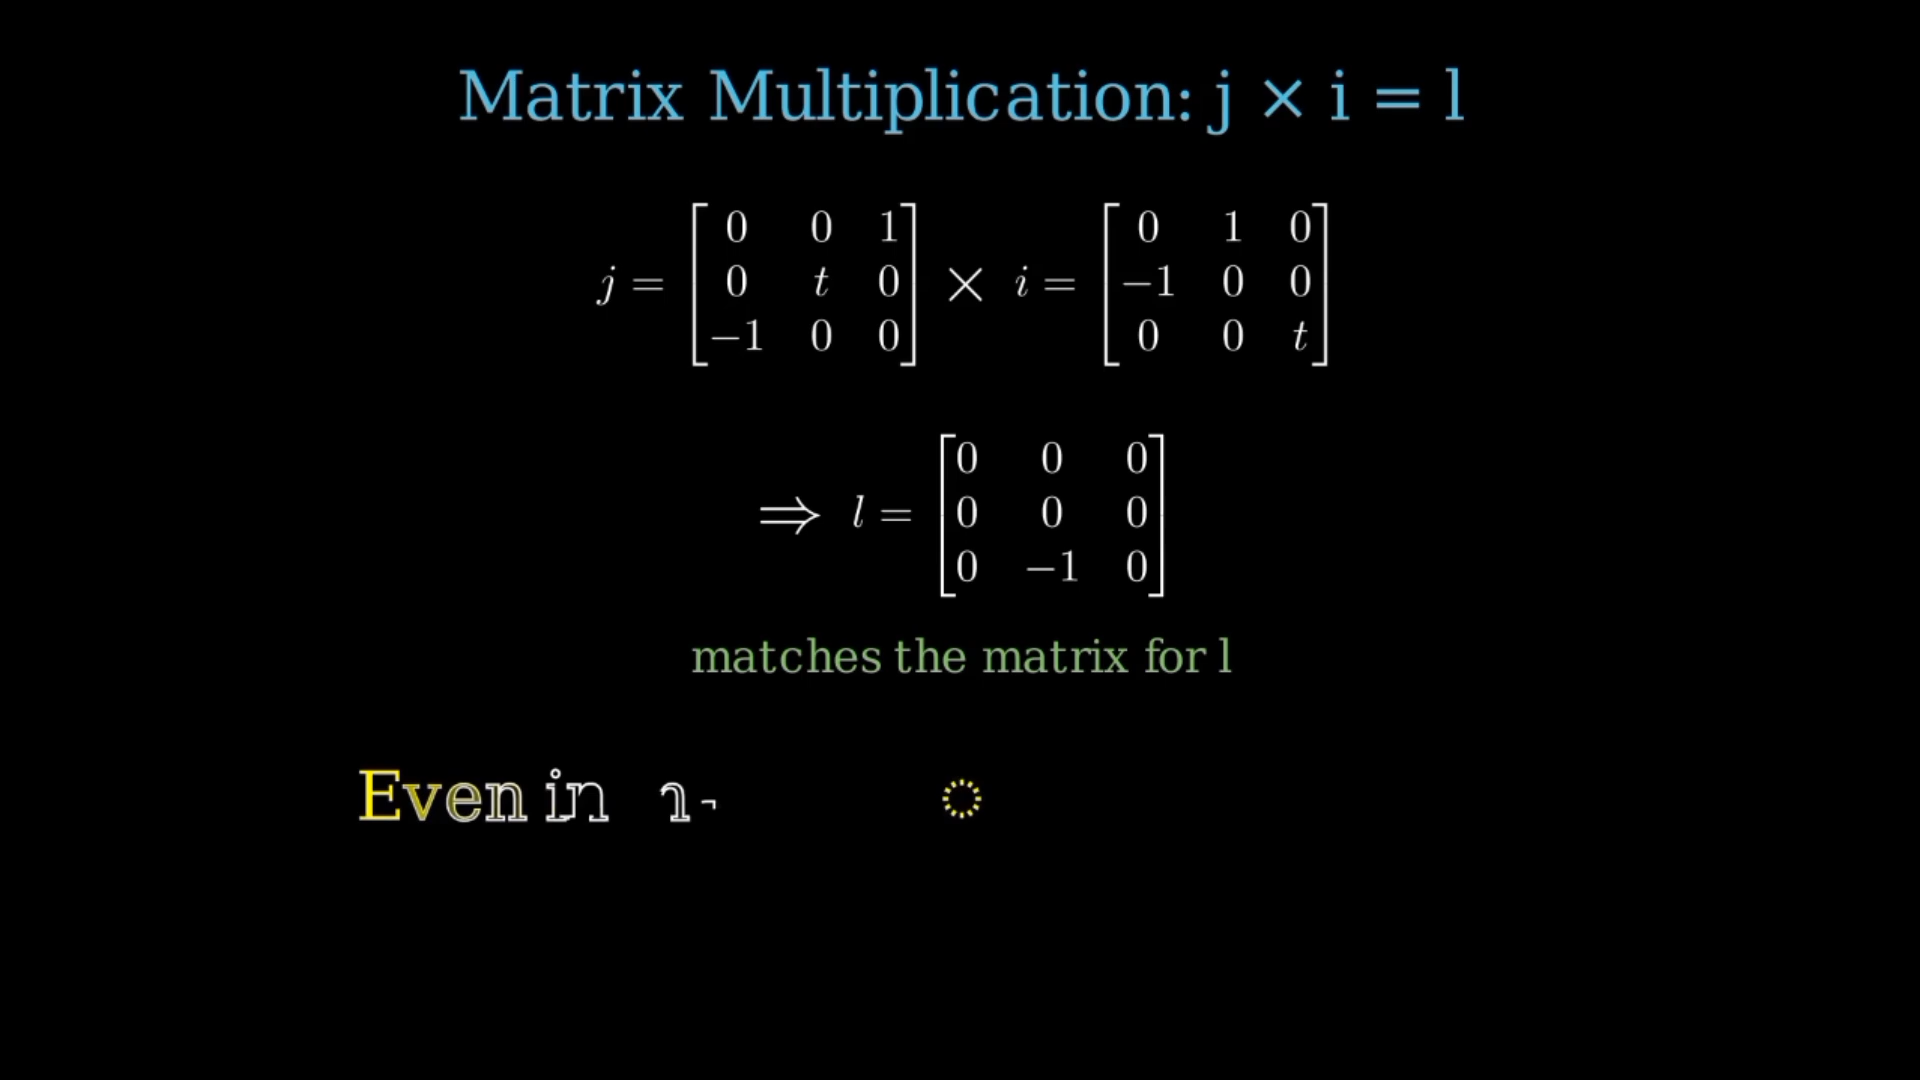 Matrix Multiplication: j × i = l
j = [0 0 1; 0 t 0; −1 0 0] × i = [0 1 0; −1 0 0; 0 0 t]
⇒ l = [0 0 0; 0 0 0; 0 −1 0]
matches the matrix for l
Even in